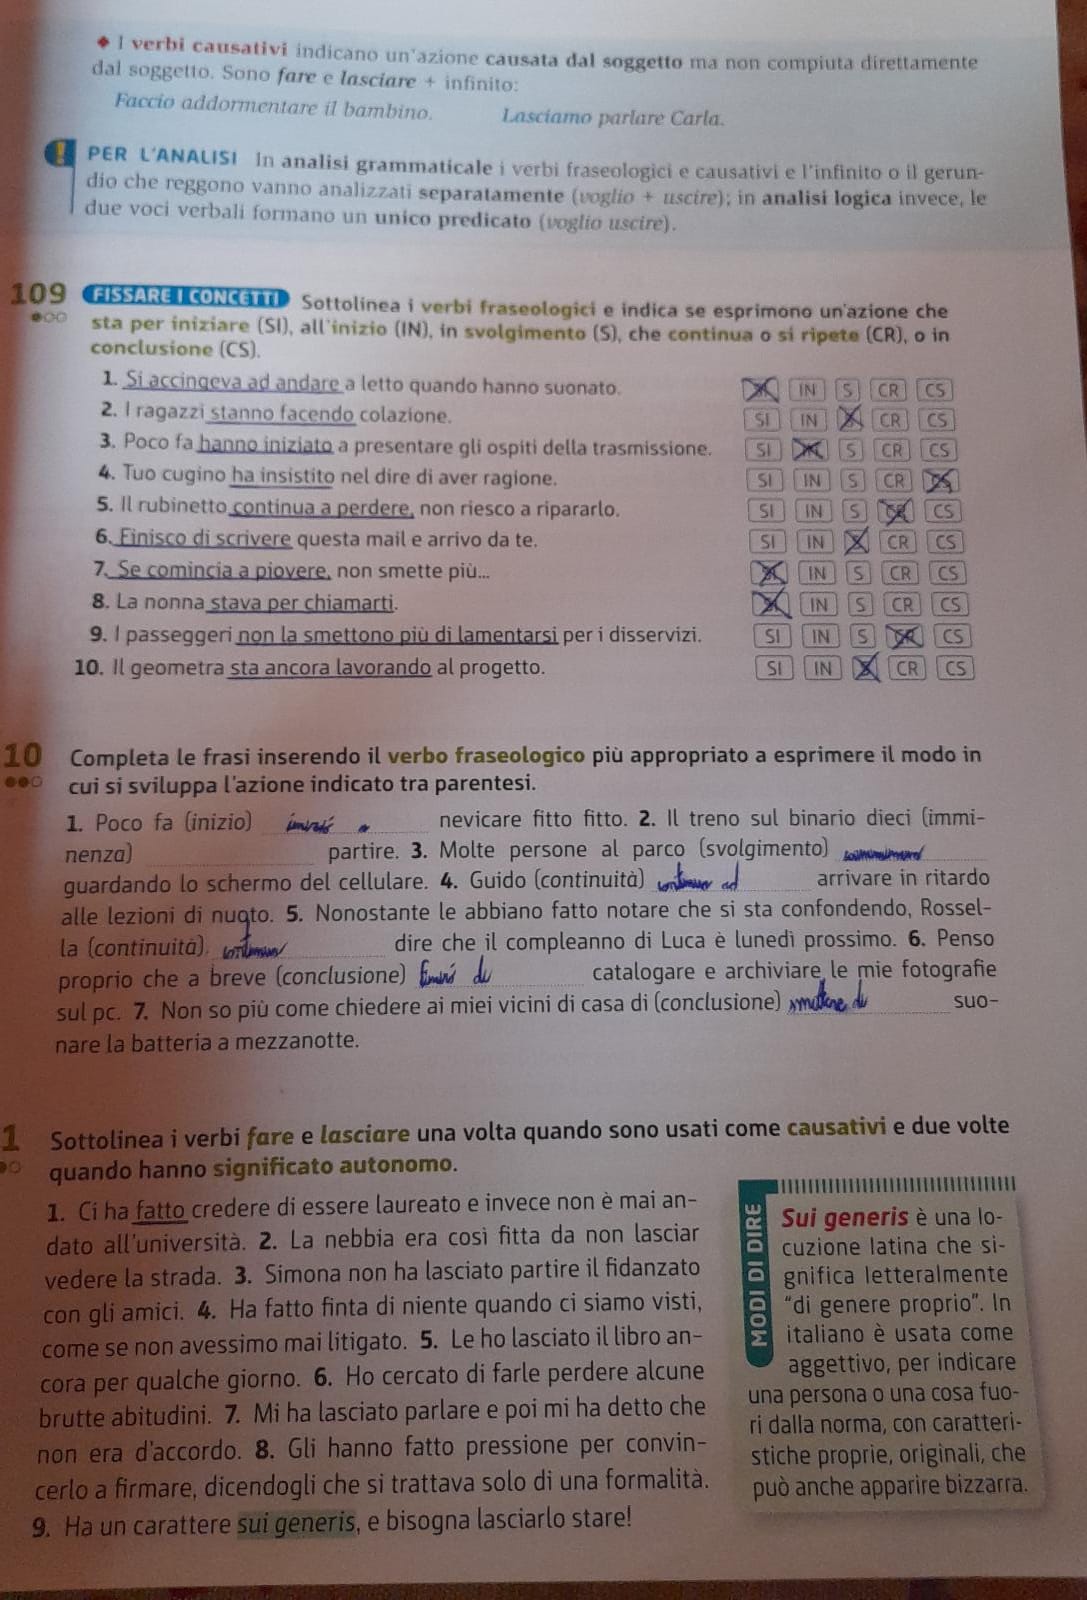 ◆ I verbi causativi indicano un'azione causata dal soggetto ma non compiuta direttamente
dal soggetto. Sono fare e lasciare + infinito:
Faccio addormentare il bambino. Lasciamo parlare Carla.
! PER L'ANALISI In analisi grammaticale i verbi fraseologici e causativi e l'infinito o il gerun-
dio che reggono vanno analizzati separatamente (voglio + uscire); in analisi logica invece, le
due voci verbali formano un unico predicato (voglio uscire).
109 FISSARE I CONCETTI Sottolinea i verbi fraseologici e indica se esprimono un'azione che
sta per iniziare (SI), all'inizio (IN), in svolgimento (S), che continua o si ripete (CR), o in
conclusione (CS).
1. Si accingeva ad andare a letto quando hanno suonato. SI IN S CR CS
2. I ragazzi stanno facendo colazione. SI IN S CR CS
3. Poco fa hanno iniziato a presentare gli ospiti della trasmissione. SI IN S CR CS
4. Tuo cugino ha insistito nel dire di aver ragione. SI IN S CR CS
5. Il rubinetto continua a perdere, non riesco a ripararlo. SI IN S CR CS
6. Finisco di scrivere questa mail e arrivo da te. SI IN S CR CS
7. Se comincia a piovere, non smette più... SI IN S CR CS
8. La nonna stava per chiamarti. SI IN S CR CS
9. I passeggeri non la smettono più di lamentarsi per i disservizi. SI IN S CR CS
10. Il geometra sta ancora lavorando al progetto. SI IN S CR CS
10 Completa le frasi inserendo il verbo fraseologico più appropriato a esprimere il modo in
cui si sviluppa l'azione indicato tra parentesi.
1. Poco fa (inizio) iniziò a nevicare fitto fitto. 2. Il treno sul binario dieci (immi-
nenza) partire. 3. Molte persone al parco (svolgimento)
guardando lo schermo del cellulare. 4. Guido (continuità) ad arrivare in ritardo
alle lezioni di nuoto. 5. Nonostante le abbiano fatto notare che si sta confondendo, Rossel-
la (continuità) dire che il compleanno di Luca è lunedì prossimo. 6. Penso
proprio che a breve (conclusione) finirò di catalogare e archiviare le mie fotografie
sul pc. 7. Non so più come chiedere ai miei vicini di casa di (conclusione) smettere di suo-
nare la batteria a mezzanotte.
1 Sottolinea i verbi fare e lasciare una volta quando sono usati come causativi e due volte
quando hanno significato autonomo.
1. Ci ha fatto credere di essere laureato e invece non è mai an-
dato all'università. 2. La nebbia era così fitta da non lasciar
vedere la strada. 3. Simona non ha lasciato partire il fidanzato
con gli amici. 4. Ha fatto finta di niente quando ci siamo visti,
come se non avessimo mai litigato. 5. Le ho lasciato il libro an-
cora per qualche giorno. 6. Ho cercato di farle perdere alcune
brutte abitudini. 7. Mi ha lasciato parlare e poi mi ha detto che
non era d'accordo. 8. Gli hanno fatto pressione per convin-
cerlo a firmare, dicendogli che si trattava solo di una formalità.
9. Ha un carattere sui generis, e bisogna lasciarlo stare!
MODI DI DIRE
Sui generis è una lo-
cuzione latina che si-
gnifica letteralmente
"di genere proprio". In
italiano è usata come
aggettivo, per indicare
una persona o una cosa fuo-
ri dalla norma, con caratteri-
stiche proprie, originali, che
può anche apparire bizzarra.